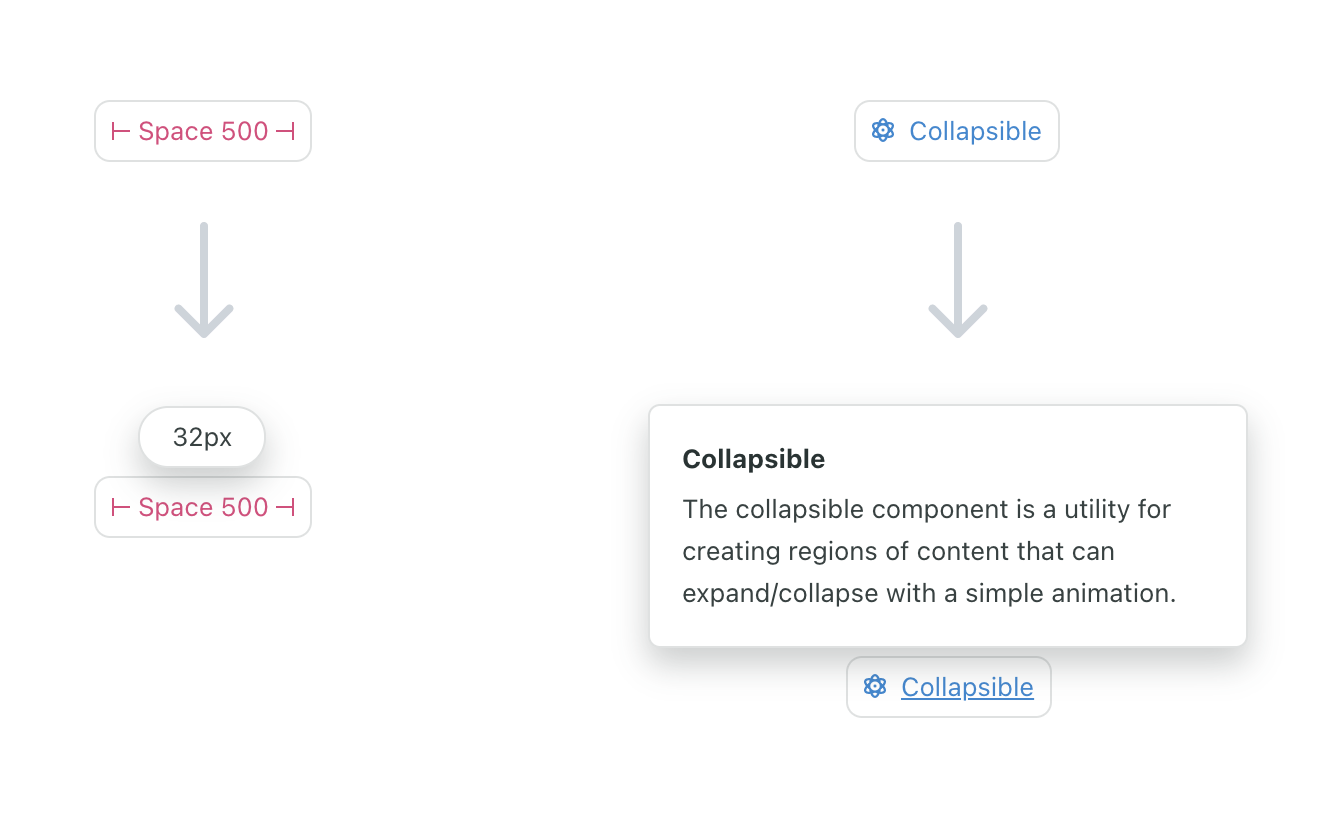 Space 500
Collapsible
32px
Space 500
Collapsible
The collapsible component is a utility for
creating regions of content that can
expand/collapse with a simple animation.
Collapsible